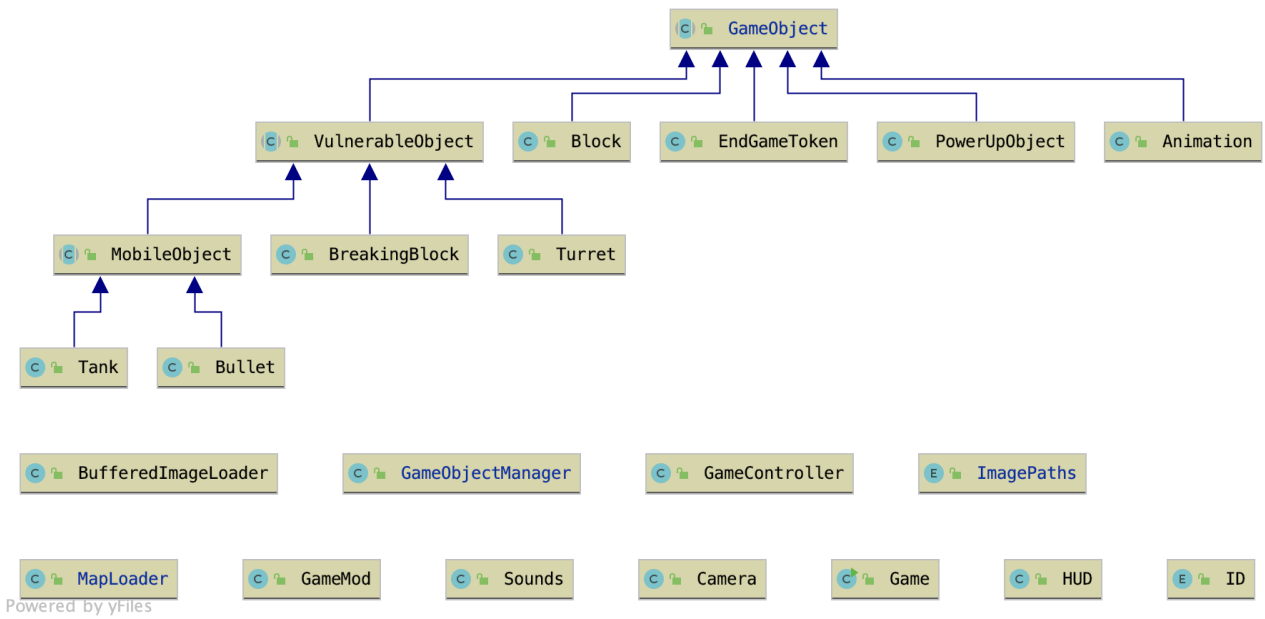 C GameObject
C VulnerableObject
C Block
C EndGameToken
C PowerUpObject
C Animation
C MobileObject
C BreakingBlock
C Turret
C Tank
C Bullet
C BufferedImageLoader
C GameObjectManager
C GameController
E ImagePaths
C MapLoader
C GameMod
C Sounds
C Camera
C Game
C HUD
E ID
Powered by yFiles